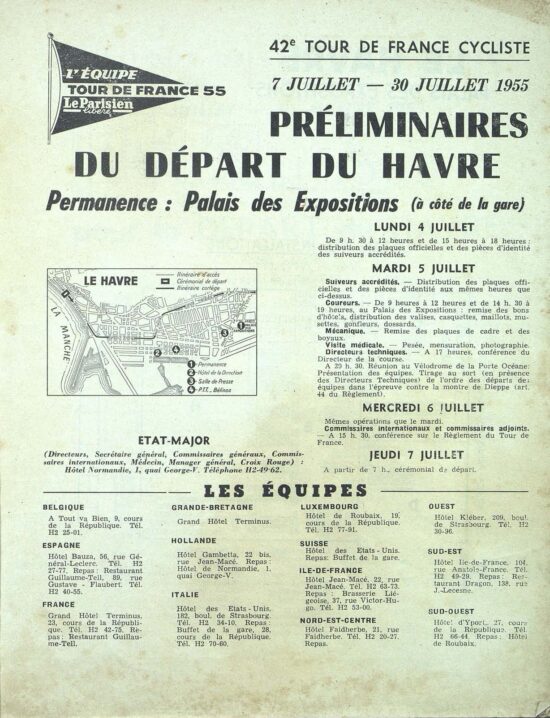 42e TOUR DE FRANCE CYCLISTE
L'ÉQUIPE
TOUR DE FRANCE 55
Le Parisien
libéré
7 JUILLET — 30 JUILLET 1955
PRÉLIMINAIRES
DU DÉPART DU HAVRE
Permanence : Palais des Expositions (à côté de la gare)
LUNDI 4 JUILLET
De 9 h. 30 à 12 heures et de 15 heures à 18 heures :
distribution des plaques officielles et des pièces d'identité
des suiveurs accrédités.
MARDI 5 JUILLET
Suiveurs accrédités. — Distribution des plaques offi-
cielles et des pièces d'identité aux mêmes heures que
ci-dessus.
Coureurs. — De 9 heures à 12 heures et de 14 h. 30 à
19 heures, au Palais des Expositions : remise des bons
d'hôtels, distribution des valises, casquettes, maillots, mu-
settes, gonfleurs, dossards.
Mécanique. — Remise des plaques de cadre et des
boyaux.
Visite médicale. — Pesée, mensuration, photographie.
Directeurs techniques. — A 17 heures, conférence du
Directeur de la course.
A 20 h. 30. Réunion au Vélodrome de la Porte Océane:
Présentation des équipes. Tirage au sort (en présence
des Directeurs Techniques) de l'ordre des départs des
équipes dans l'épreuve contre la montre de Dieppe (art.
44 du Règlement).
MERCREDI 6 JUILLET
Mêmes opérations que le mardi.
Commissaires internationaux et commissaires adjoints.
— A 15 h. 30. conférence sur le Règlement du Tour de
France.
JEUDI 7 JUILLET
A partir de 7 h., cérémonial de départ.
LE HAVRE
Itinéraire d'accès
Cérémonial de départ
Itinéraire cortège
LA MANCHE
1 Permanence
2 Hôtel de la Direction
3 Salle de Presse
4 P.T.T., Bélinos
ETAT-MAJOR
(Directeurs, Secrétaire général, Commissaires généraux, Commis-
saires internationaux, Médecin, Manager général, Croix Rouge) :
Hôtel Normandie, 1, quai George-V. Téléphone H2-49-62.
LES ÉQUIPES
BELGIQUE
A Tout va Bien, 9, cours
de la République. Tél.
H2 25-01.
ESPAGNE
Hôtel Bauza, 56, rue Gé-
néral-Leclerc. Tél. H2
27-77. Repas : Restaurant
Guillaume-Tell, 89, rue
Gustave - Flaubert. Tél.
H2 40-55.
FRANCE
Grand Hôtel Terminus,
23, cours de la Républi-
que. Tél. H2 42-75. Re-
pas : Restaurant Guillau-
me-Tell.
GRANDE-BRETAGNE
Grand Hôtel Terminus.
HOLLANDE
Hôtel Gambetta, 22 bis,
rue Jean-Macé. Repas :
Hôtel de Normandie, 1,
quai George-V.
ITALIE
Hôtel des Etats - Unis,
182, boul. de Strasbourg.
Tél. H2 34-10. Repas :
Buffet de la gare, 28,
cours de la République.
Tél. H2 70-60.
LUXEMBOURG
Hôtel de Roubaix, 19,
cours de la République.
Tél. H2 77-91.
SUISSE
Hôtel des Etats - Unis.
Repas: Buffet de la gare.
ILE-DE-FRANCE
Hôtel Jean-Macé, 22, rue
Jean-Macé. Tél. H2 63-73.
Repas : Brasserie Lié-
geoise, 37, rue Victor-Hu-
go. Tél. H2 53-00.
NORD-EST-CENTRE
Hôtel Faidherbe, 21, rue
Faidherbe. Tél. H2 20-27.
Repas.
OUEST
Hôtel Kléber, 209, boul.
de Strasbourg. Tél. H2
30-96.
SUD-EST
Hôtel Ile-de-France, 104,
rue Anatole-France. Tél.
H2 49-29. Repas: Res-
taurant Dragon, 138, rue
J.-Lecesne.
SUD-OUEST
Hôtel d'Yport, 27, cours
de la République. Tél.
H2 66-44. Repas : Hôtel
de Roubaix.